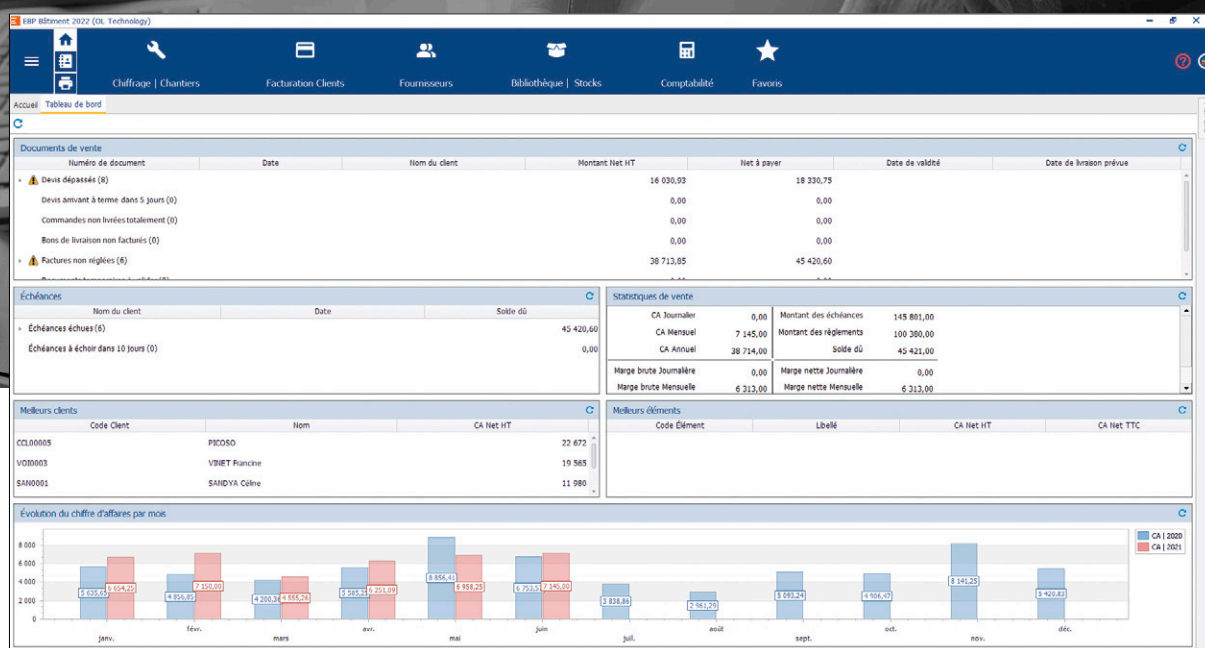 EBP Bâtiment 2022 (OL Technology)
Chiffrage | Chantiers Facturation Clients Fournisseurs Bibliothèque | Stocks Comptabilité Favoris
Accueil Tableau de bord
Documents de vente
Numéro de document Date Nom du client Montant Net HT Net à payer Date de validité Date de livraison prévue
Devis dépassés (8) 16 030,93 18 330,75
Devis arrivant à terme dans 5 jours (0) 0,00 0,00
Commandes non livrées totalement (0) 0,00 0,00
Bons de livraison non facturés (0) 0,00 0,00
Factures non réglées (6) 38 713,85 45 420,60
Échéances
Nom du client Date Solde dû
Échéances échues (6) 45 420,60
Échéances à échoir dans 10 jours (0) 0,00
Statistiques de vente
CA Journalier 0,00 Montant des échéances 145 801,00
CA Mensuel 7 145,00 Montant des règlements 100 380,00
CA Annuel 38 714,00 Solde dû 45 421,00
Marge brute Journalière 0,00 Marge nette Journalière 0,00
Marge brute Mensuelle 6 313,00 Marge nette Mensuelle 6 313,00
Meilleurs clients
Code Client Nom CA Net HT
CCL00005 PICOSO 22 672
VOI0003 VINET Francine 19 565
SAN0001 SANDYA Céline 11 980
Meilleurs éléments
Code Élément Libellé CA Net HT CA Net TTC
Évolution du chiffre d'affaires par mois
CA | 2020
CA | 2021
8 000
6 000
4 000
2 000
0
5 635,65 6 654,25 4 856,85 7 150,00 4 200,36 4 555,26 6 251,09 8 856,41 6 958,25 7 145,00 3 838,86 2 961,29 5 093,24 4 906,47 8 141,25 5 420,83
janv. févr. mars avr. mai juin juil. août sept. oct. nov. déc.